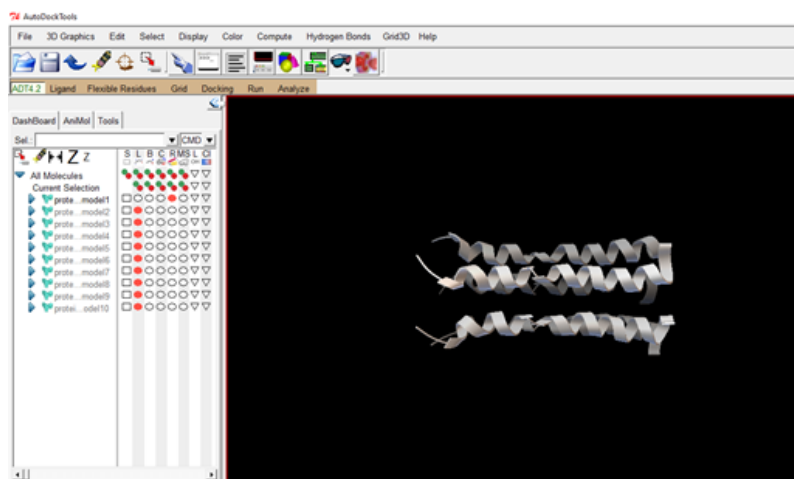 AutoDockTools
File 3D Graphics Edit Select Display Color Compute Hydrogen Bonds Grid3D Help
ADT4.2 Ligand Flexible Residues Grid Docking Run Analyze
DashBoard AniMol Tools
Sel.: CMD
S L B C R MS L Cl
All Molecules
Current Selection
prote...model1
prote...model2
prote...model3
prote...model4
prote...model5
prote...model6
prote...model7
prote...model8
prote...model9
protei...odel10